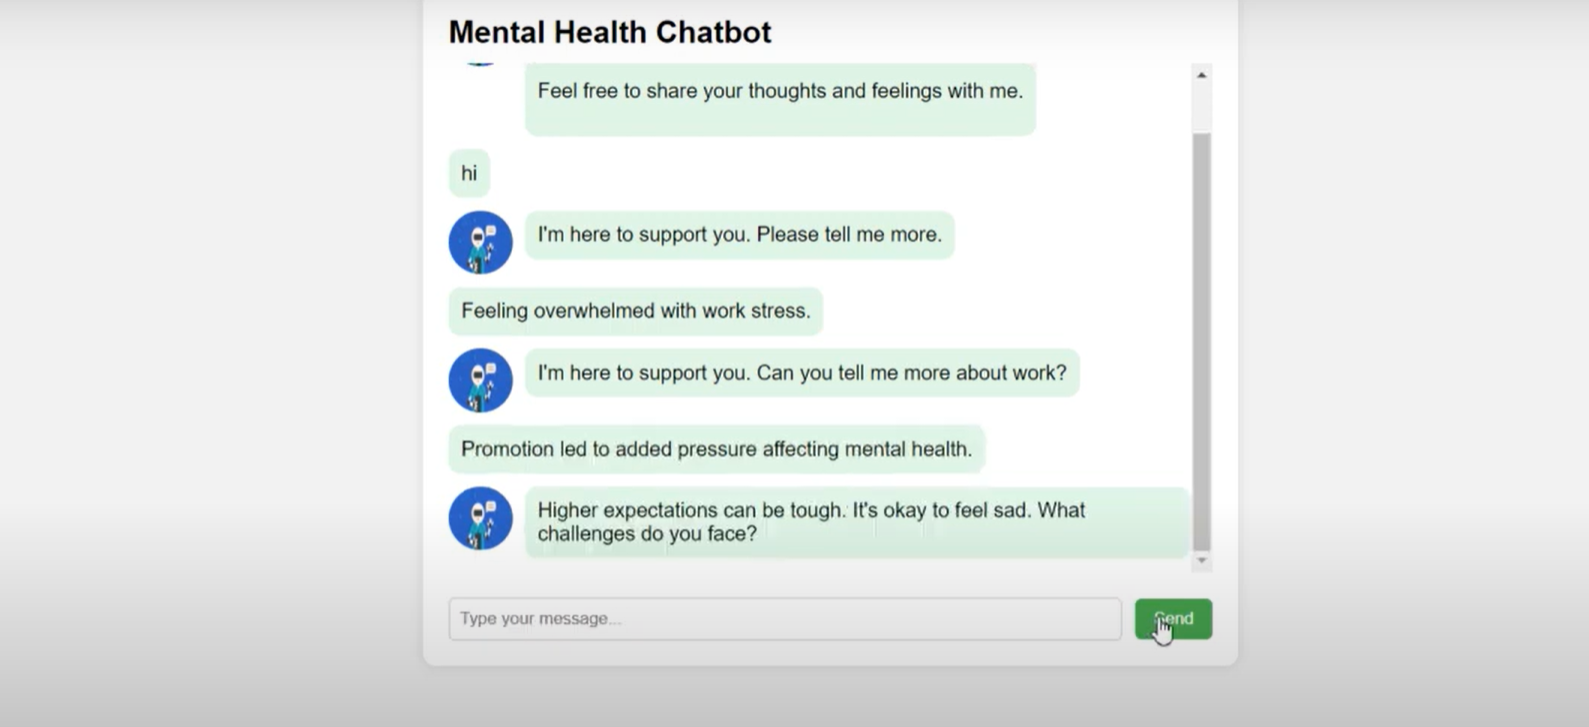 Mental Health Chatbot
Feel free to share your thoughts and feelings with me.
hi
I'm here to support you. Please tell me more.
Feeling overwhelmed with work stress.
I'm here to support you. Can you tell me more about work?
Promotion led to added pressure affecting mental health.
Higher expectations can be tough. It's okay to feel sad. What
challenges do you face?
Type your message...
Send